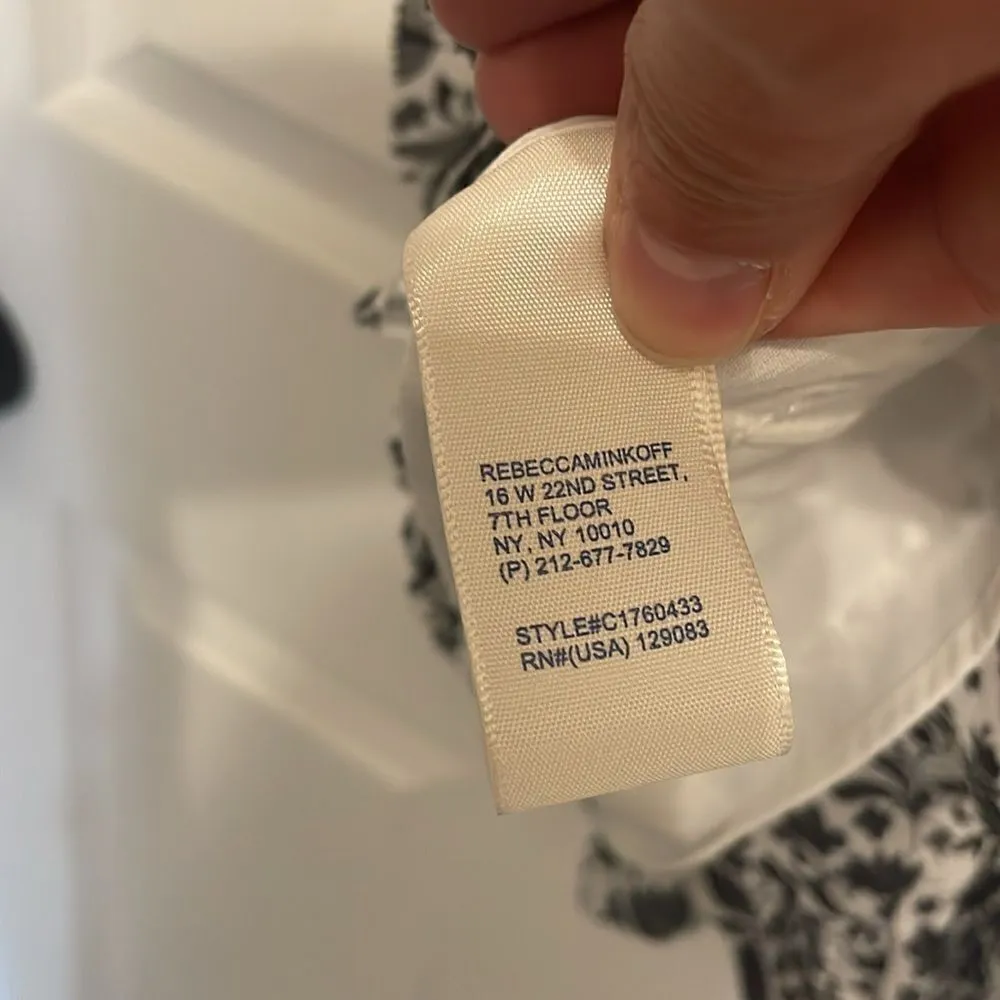 REBECCAMINKOFF
16 W 22ND STREET,
7TH FLOOR
NY, NY 10010
(P) 212-677-7829
STYLE#C1760433
RN#(USA) 129083